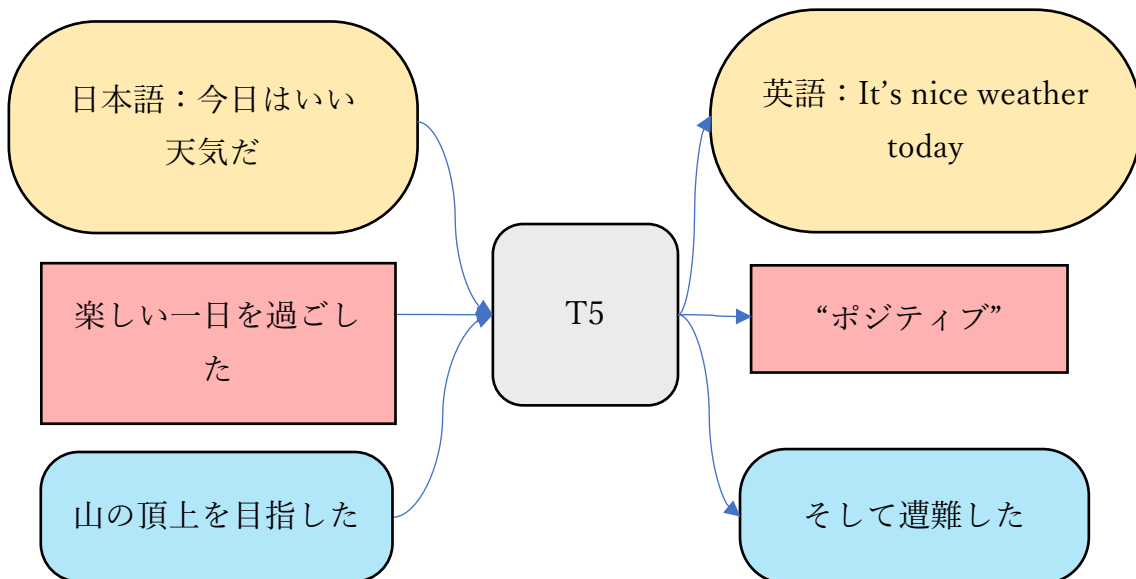 日本語：今日はいい
天気だ
英語：It’s nice weather
today
楽しい一日を過ごし
た
T5
“ポジティブ”
山の頂上を目指した
そして遭難した